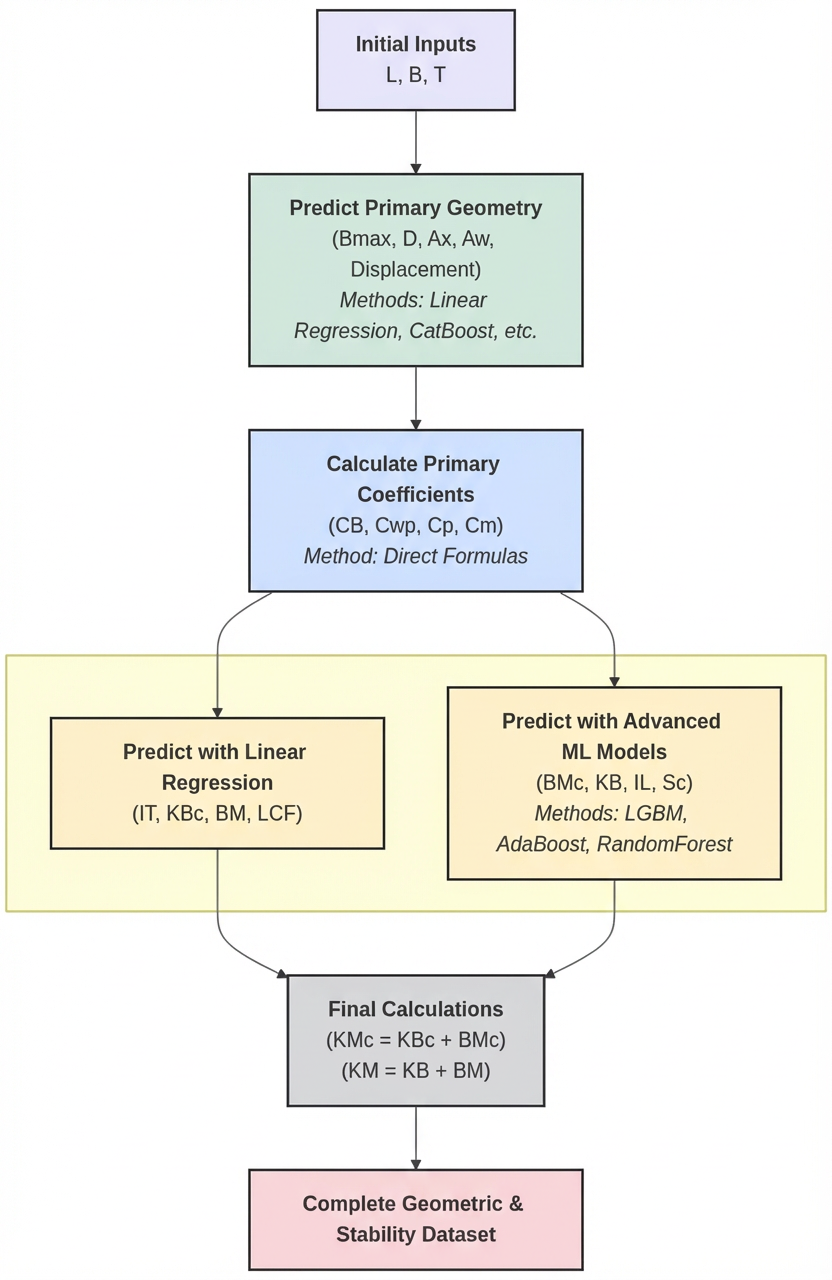 Initial Inputs
L, B, T
Predict Primary Geometry
(Bmax, D, Ax, Aw,
Displacement)
Methods: Linear
Regression, CatBoost, etc.
Calculate Primary
Coefficients
(CB, Cwp, Cp, Cm)
Method: Direct Formulas
Predict with Linear
Regression
(IT, KBc, BM, LCF)
Predict with Advanced
ML Models
(BMc, KB, IL, Sc)
Methods: LGBM,
AdaBoost, RandomForest
Final Calculations
(KMc = KBc + BMc)
(KM = KB + BM)
Complete Geometric &
Stability Dataset